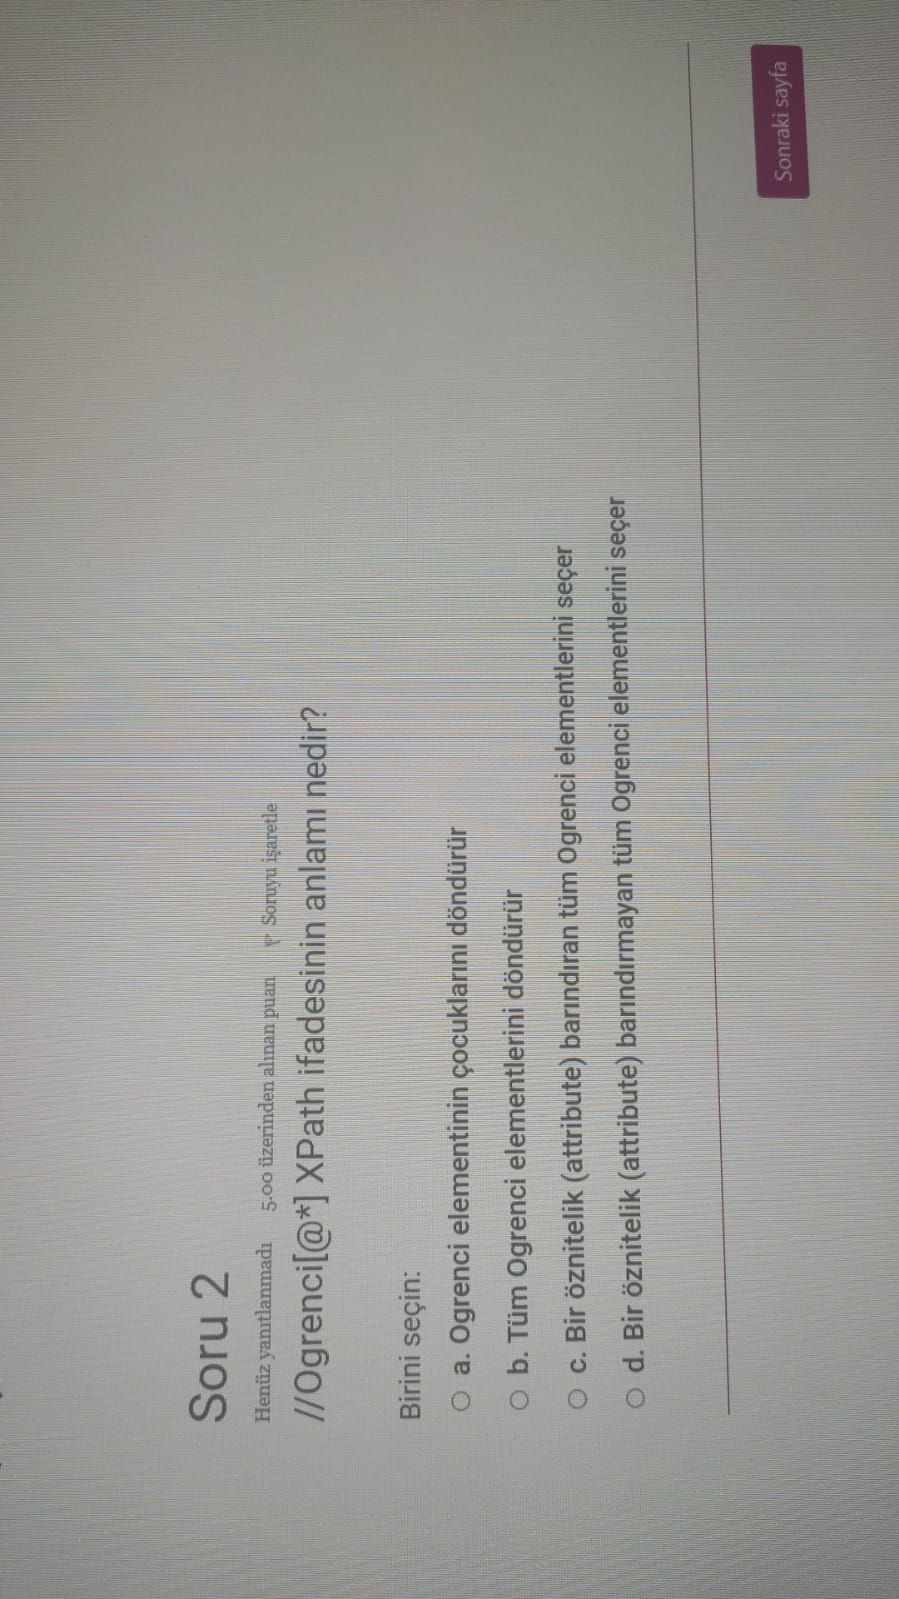 Soru 2
Henüz yanıtlanmadı 5.00 üzerinden alınan puan Soruyu işaretle
//Ogrenci[@*] XPath ifadesinin anlamı nedir?
Birini seçin:
a. Ogrenci elementinin çocuklarını döndürür
b. Tüm Ogrenci elementlerini döndürür
c. Bir öznitelik (attribute) barındıran tüm Ogrenci elementlerini seçer
d. Bir öznitelik (attribute) barındırmayan tüm Ogrenci elementlerini seçer
Sonraki sayfa